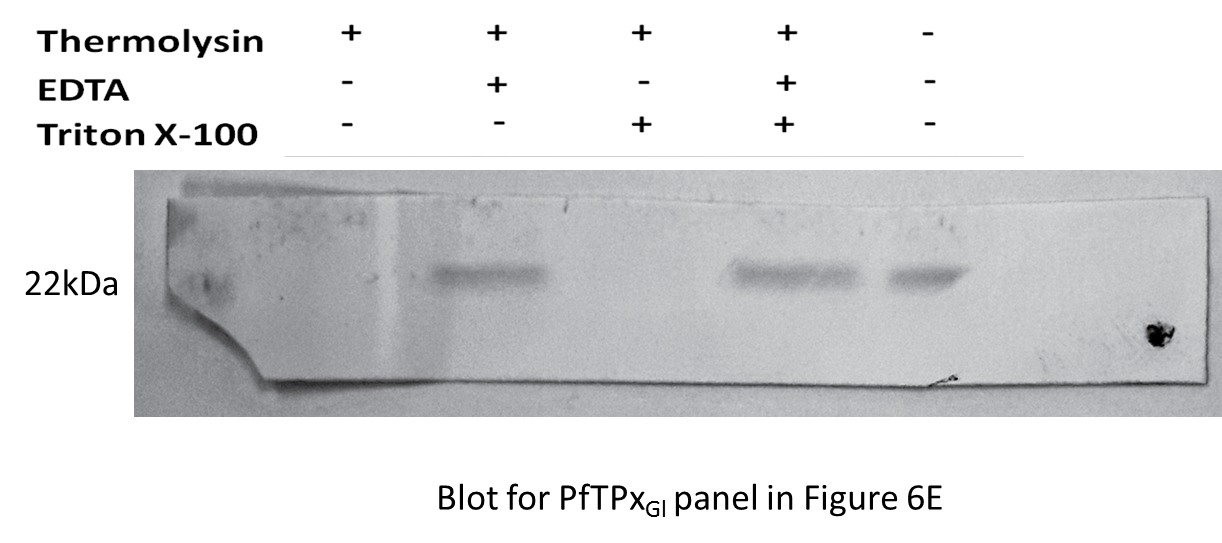 Thermolysin + + + + -
EDTA - + - + -
Triton X-100 - - + + -
22kDa
Blot for PfTPxGl panel in Figure 6E